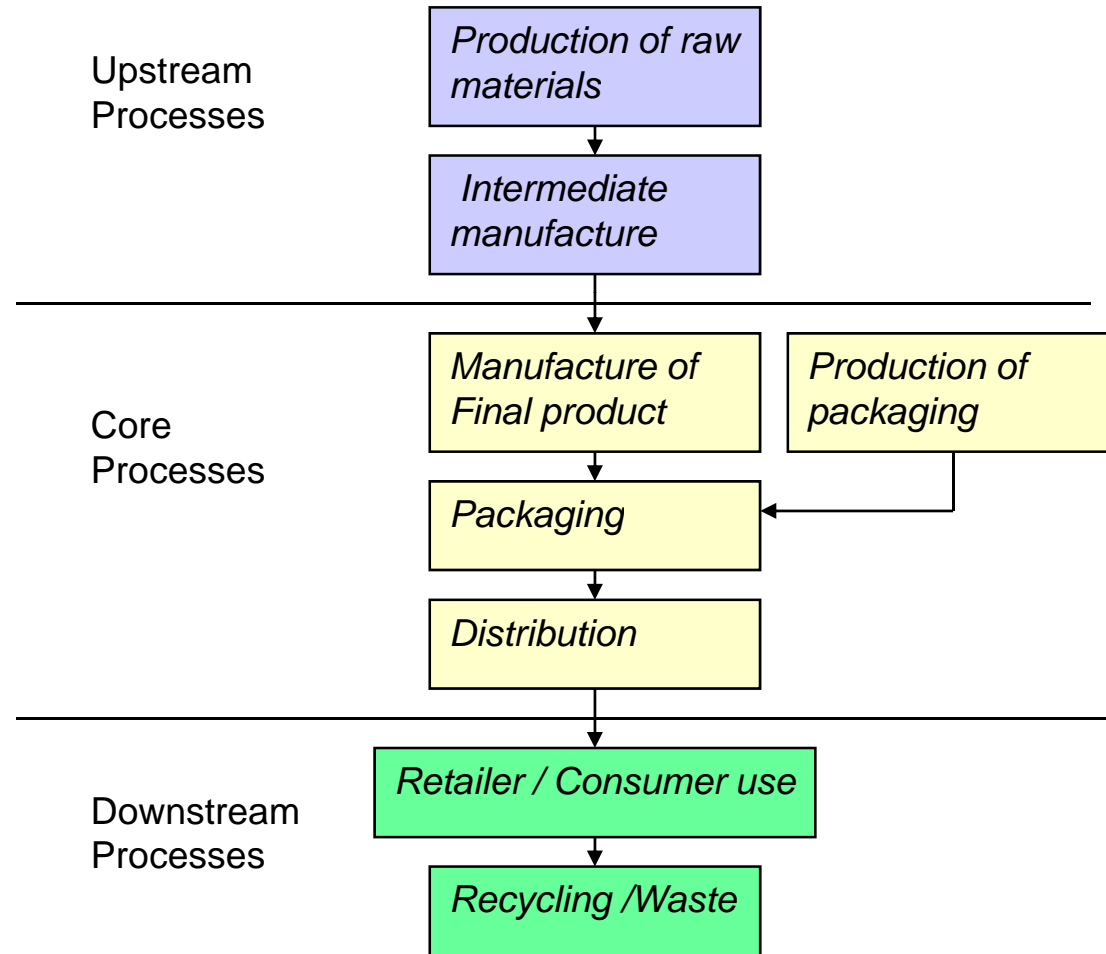 Upstream
Processes
Production of raw
materials
Intermediate
manufacture
Core
Processes
Manufacture of
Final product
Production of
packaging
Packaging
Distribution
Downstream
Processes
Retailer / Consumer use
Recycling /Waste